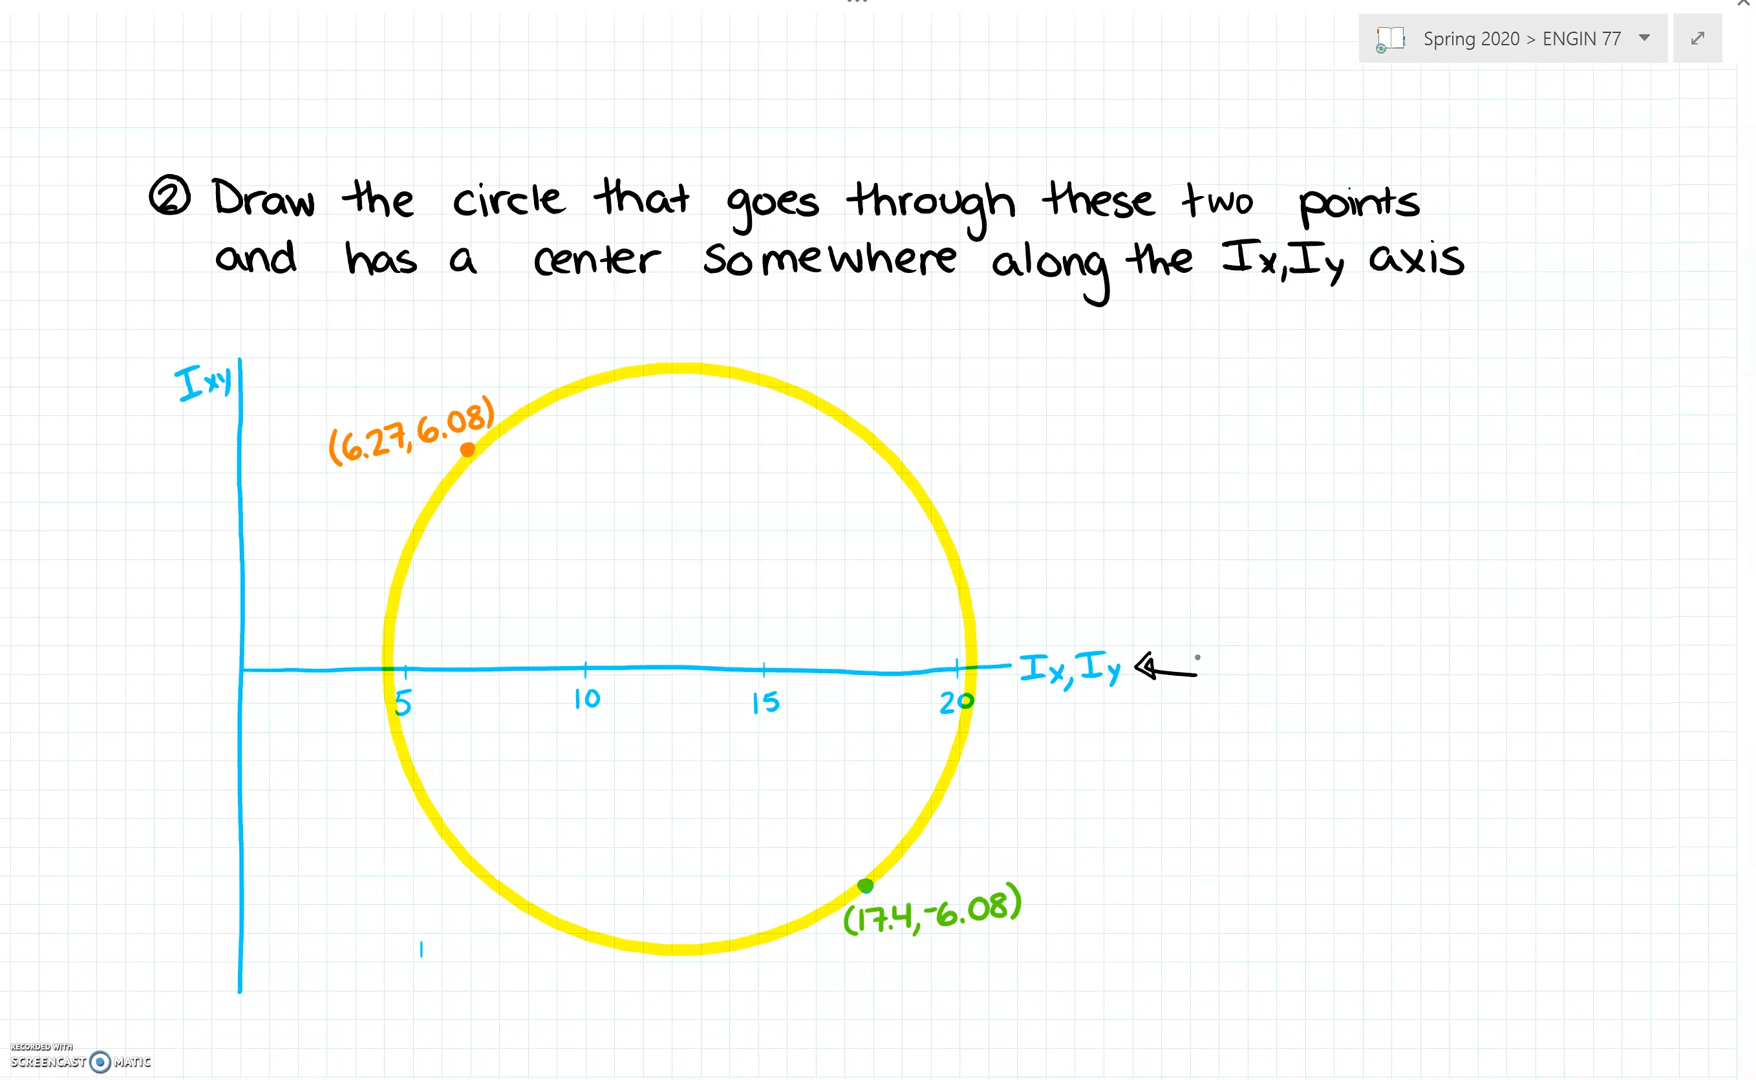 Spring 2020 > ENGIN 77
② Draw the circle that goes through these two points
and has a center somewhere along the Ix,Iy axis
Ixy
(6.27,6.08)
Ix,Iy
5 10 15 20
(17.4,-6.08)
RECORDED WITH
SCREENCAST MATIC